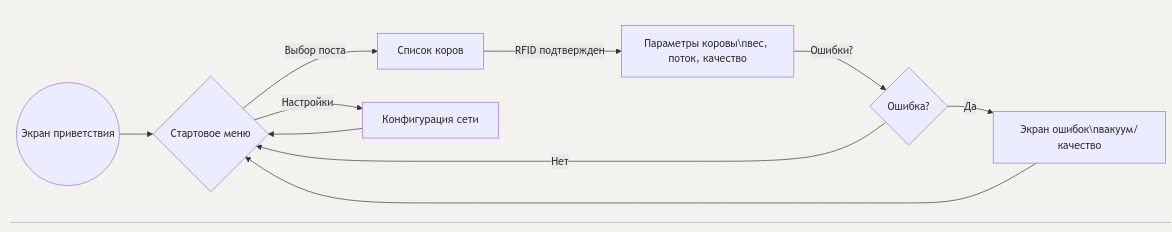 Экран приветствия
Стартовое меню
Выбор поста
Список коров
RFID подтвержден
Параметры коровы\nвес,
поток, качество
Ошибки?
Настройки
Конфигурация сети
Ошибка?
Да
Экран ошибок\nвакуум/
качество
Нет